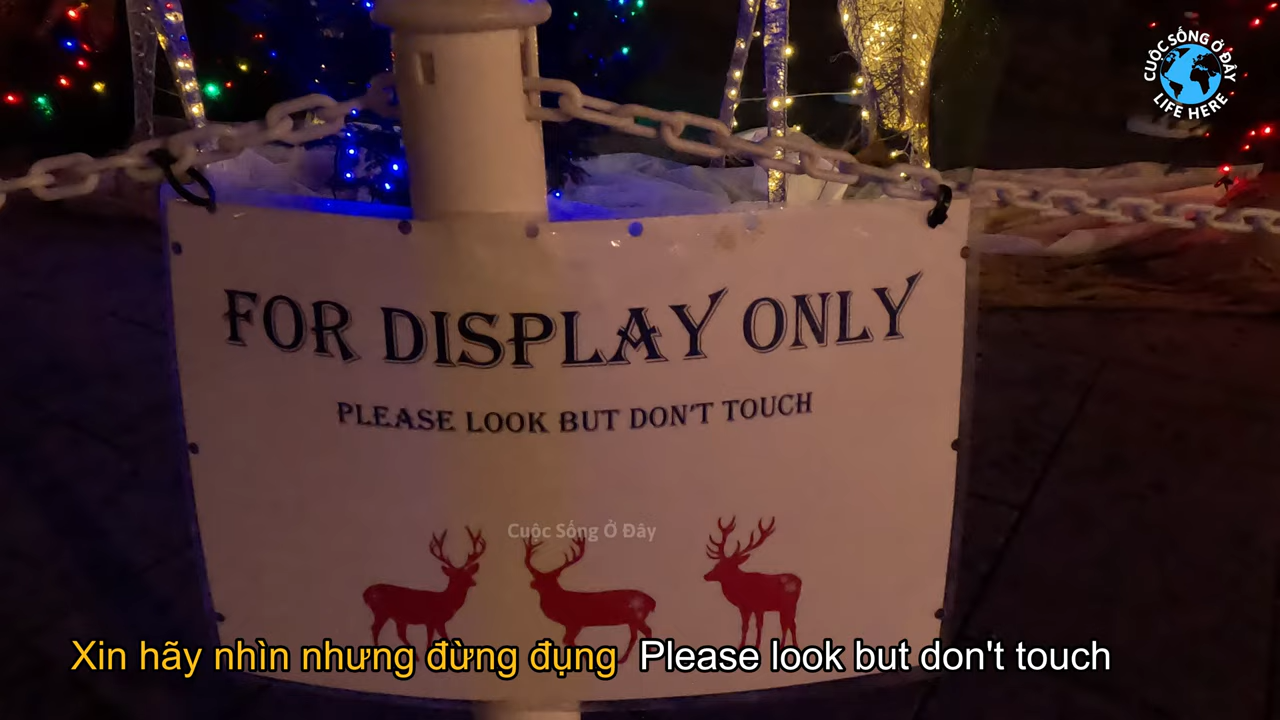 CUỘC SỐNG Ở ĐÂY
LIFE HERE
FOR DISPLAY ONLY
PLEASE LOOK BUT DON'T TOUCH
Cuộc Sống Ở Đây
Xin hãy nhìn nhưng đừng đụng Please look but don't touch